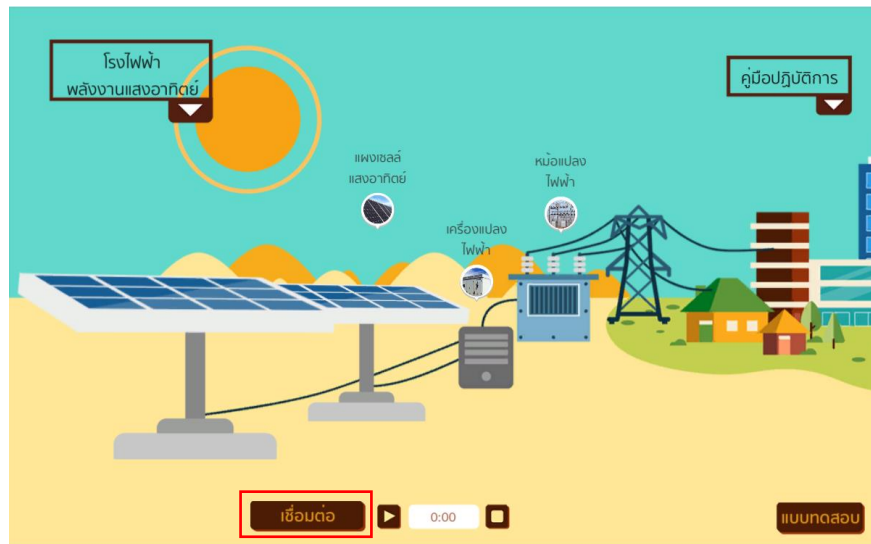 โรงไฟฟ้า
พลังงานแสงอาทิตย์
คู่มือปฏิบัติการ
แผงเซลล์
แสงอาทิตย์
หม้อแปลง
ไฟฟ้า
เครื่องแปลง
ไฟฟ้า
เชื่อมต่อ
0:00
แบบทดสอบ